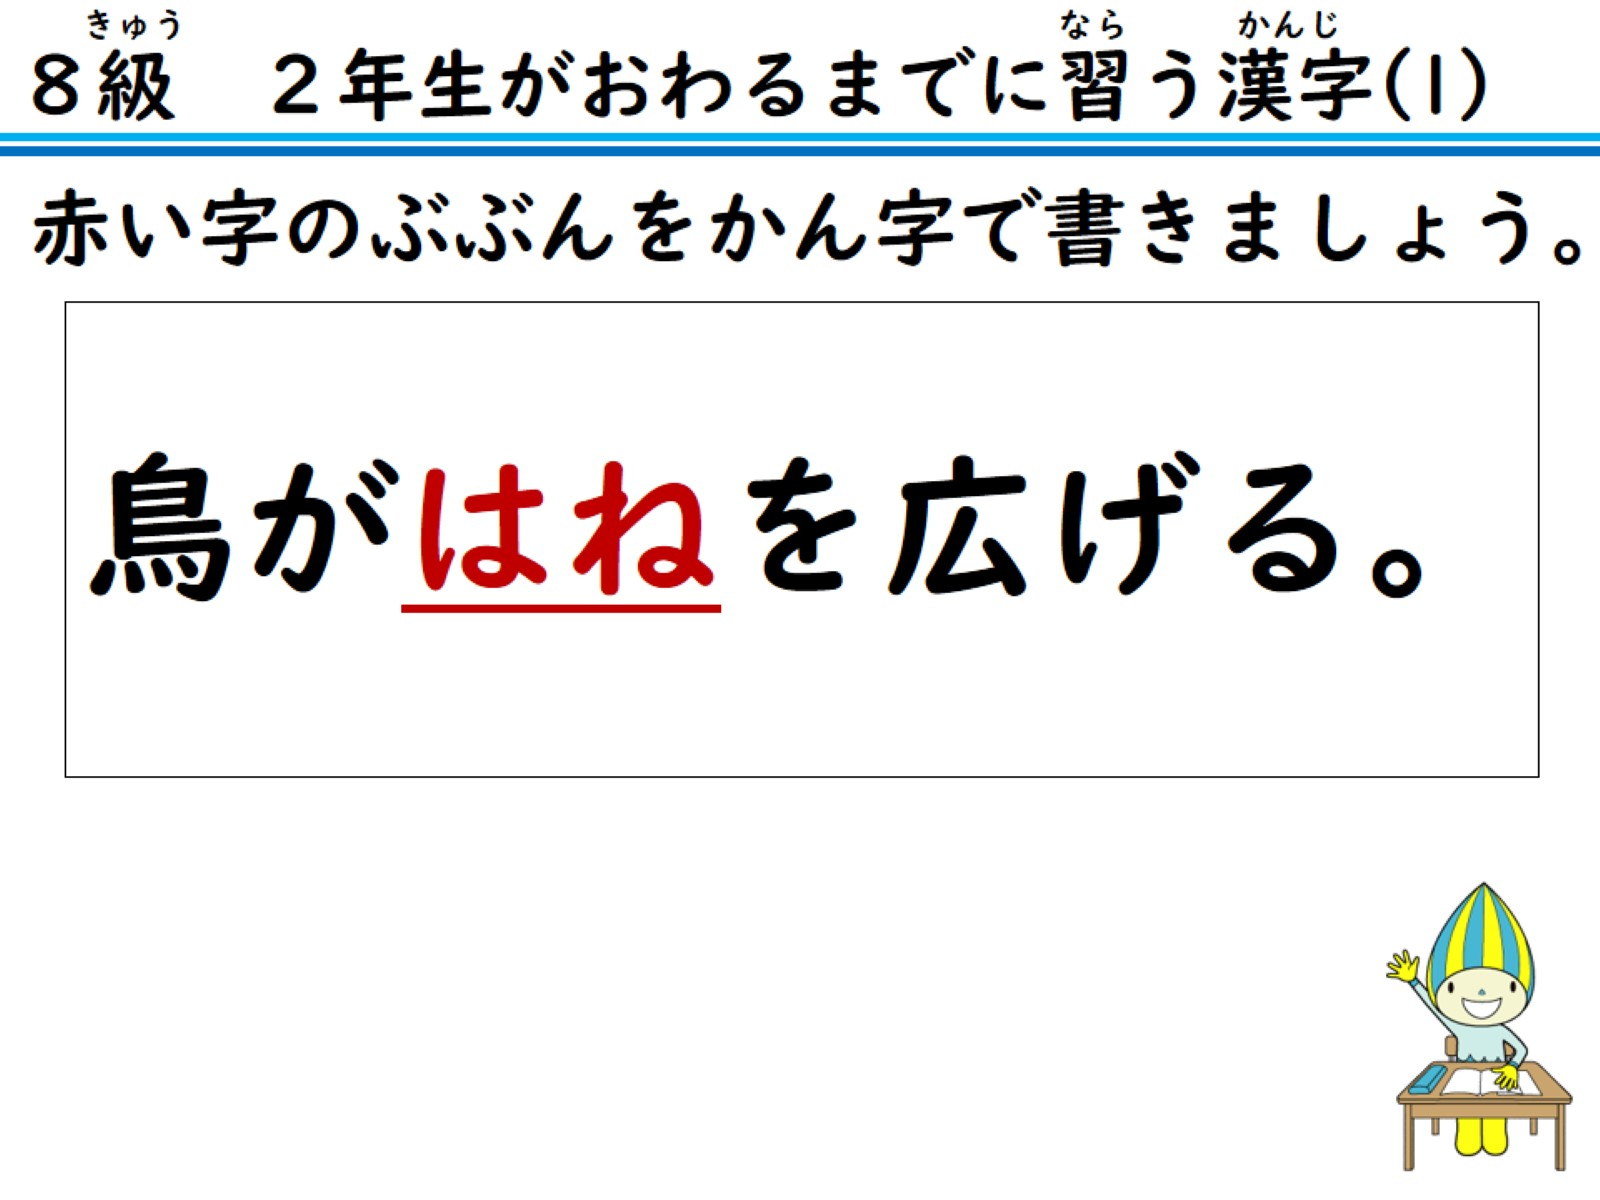 きゅう なら かんじ
8級 2年生がおわるまでに習う漢字(1)
赤い字のぶぶんをかん字で書きましょう。
鳥がはねを広げる。